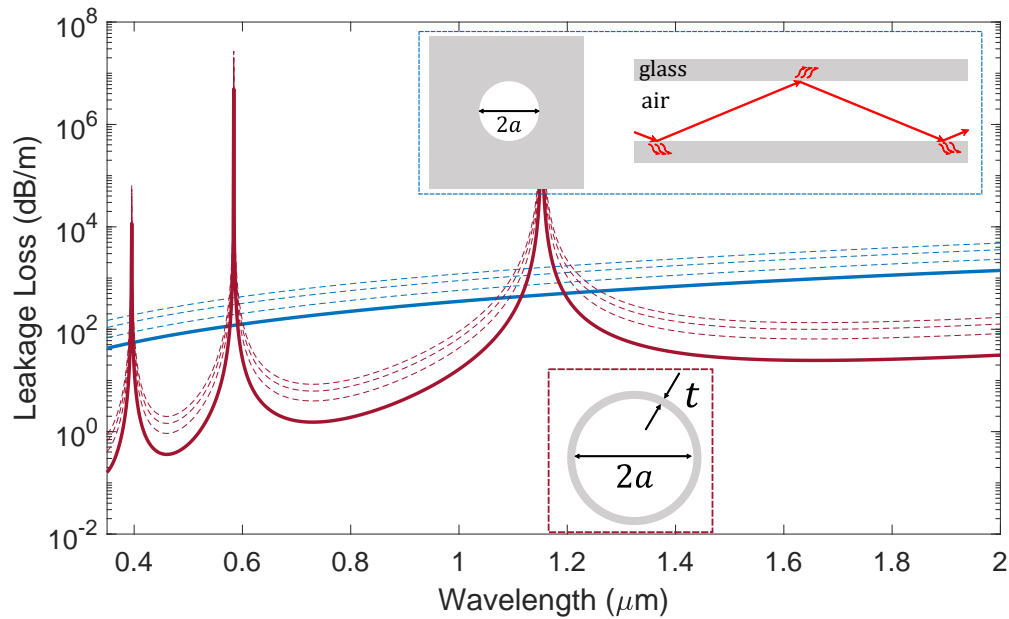 10^8
10^6
10^4
10^2
10^0
10^-2
Leakage Loss (dB/m)
glass
air
2a
t
2a
0.4 0.6 0.8 1 1.2 1.4 1.6 1.8 2
Wavelength (μm)